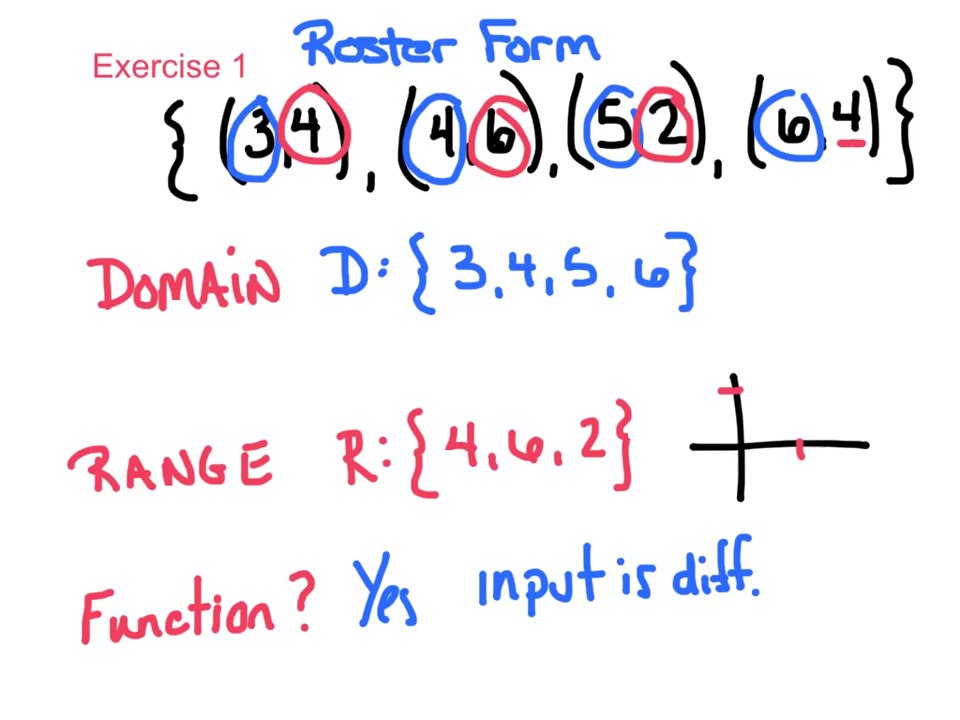 Roster Form
Exercise 1
{ (3,4), (4,6), (5,2), (6,4) }
DOMAIN D: { 3, 4, 5, 6 }
RANGE R: { 4, 6, 2 }
Function? Yes input is diff.